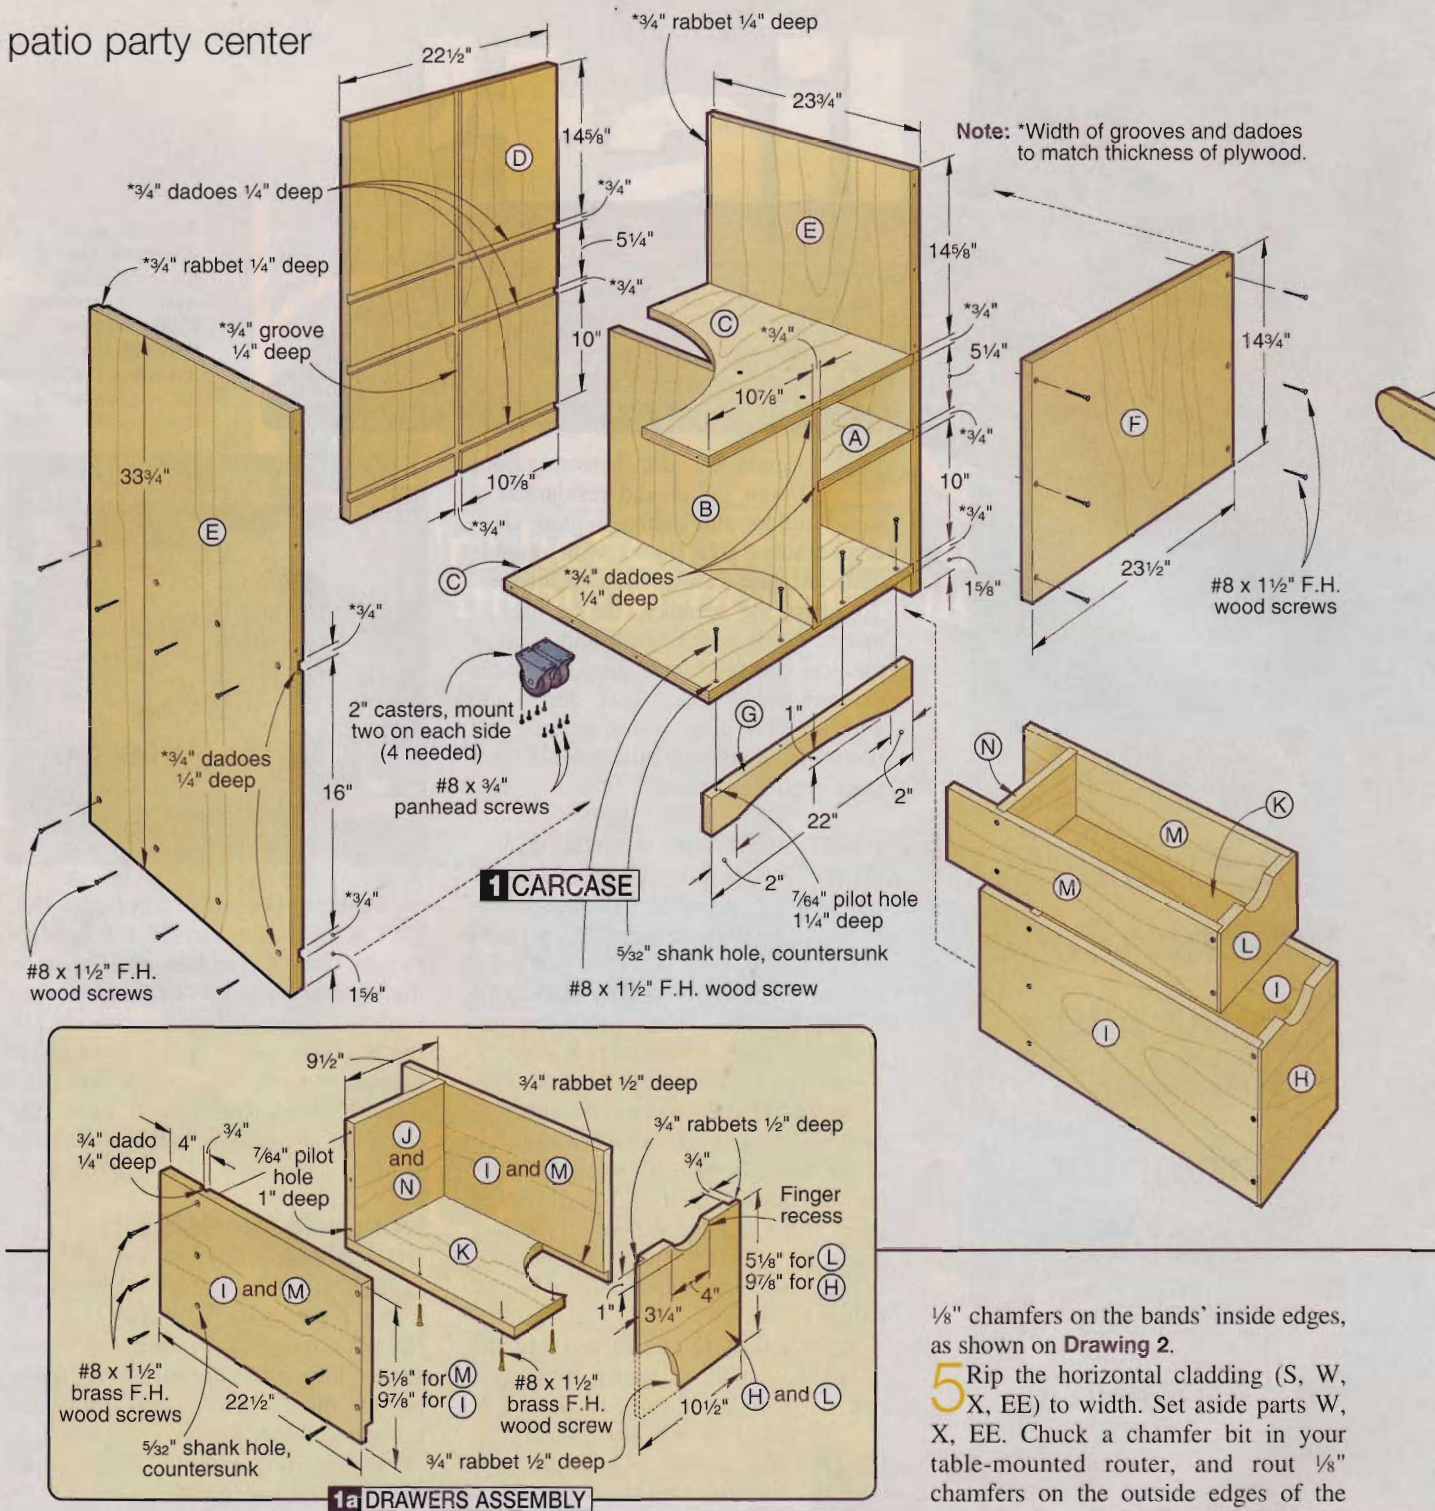 patio party center
22½"
*¾" rabbet ¼" deep
23¾"
Note: *Width of grooves and dadoes
to match thickness of plywood.
14⅝"
D
*¾" dadoes ¼" deep
*¾"
5¼"
*¾"
10"
*¾" rabbet ¼" deep
*¾" groove
¼" deep
10⅞"
*¾"
E
14⅝"
C
*¾"
*¾"
5¼"
10⅞"
A
*¾"
B
10"
*¾"
C
*¾" dadoes
¼" deep
1⅝"
14¾"
F
23½"
#8 x 1½" F.H.
wood screws
33¾"
E
*¾"
*¾" dadoes
¼" deep
16"
*¾"
1⅝"
#8 x 1½" F.H.
wood screws
2" casters, mount
two on each side
(4 needed)
#8 x ¾"
panhead screws
G
1"
2"
22"
2"
7/64" pilot hole
1¼" deep
1 CARCASE
5/32" shank hole, countersunk
#8 x 1½" F.H. wood screw
N
K
M
M
L
I
I
H
9½"
¾" rabbet ½" deep
¾" rabbets ½" deep
¾" dado
¼" deep
4"
¾"
7/64" pilot
hole
1" deep
J
and
N
I and M
¾"
Finger
recess
K
I and M
5⅛" for L
9⅞" for H
1"
3¼"
4"
#8 x 1½"
brass F.H.
wood screws
22½"
5⅛" for M
9⅞" for I
#8 x 1½"
brass F.H.
wood screw
10½"
H and L
5/32" shank hole,
countersunk
¾" rabbet ½" deep
1a DRAWERS ASSEMBLY
⅛" chamfers on the bands' inside edges,
as shown on Drawing 2.
5 Rip the horizontal cladding (S, W,
X, EE) to width. Set aside parts W,
X, EE. Chuck a chamfer bit in your
table-mounted router, and rout ⅛"
chamfers on the outside edges of the